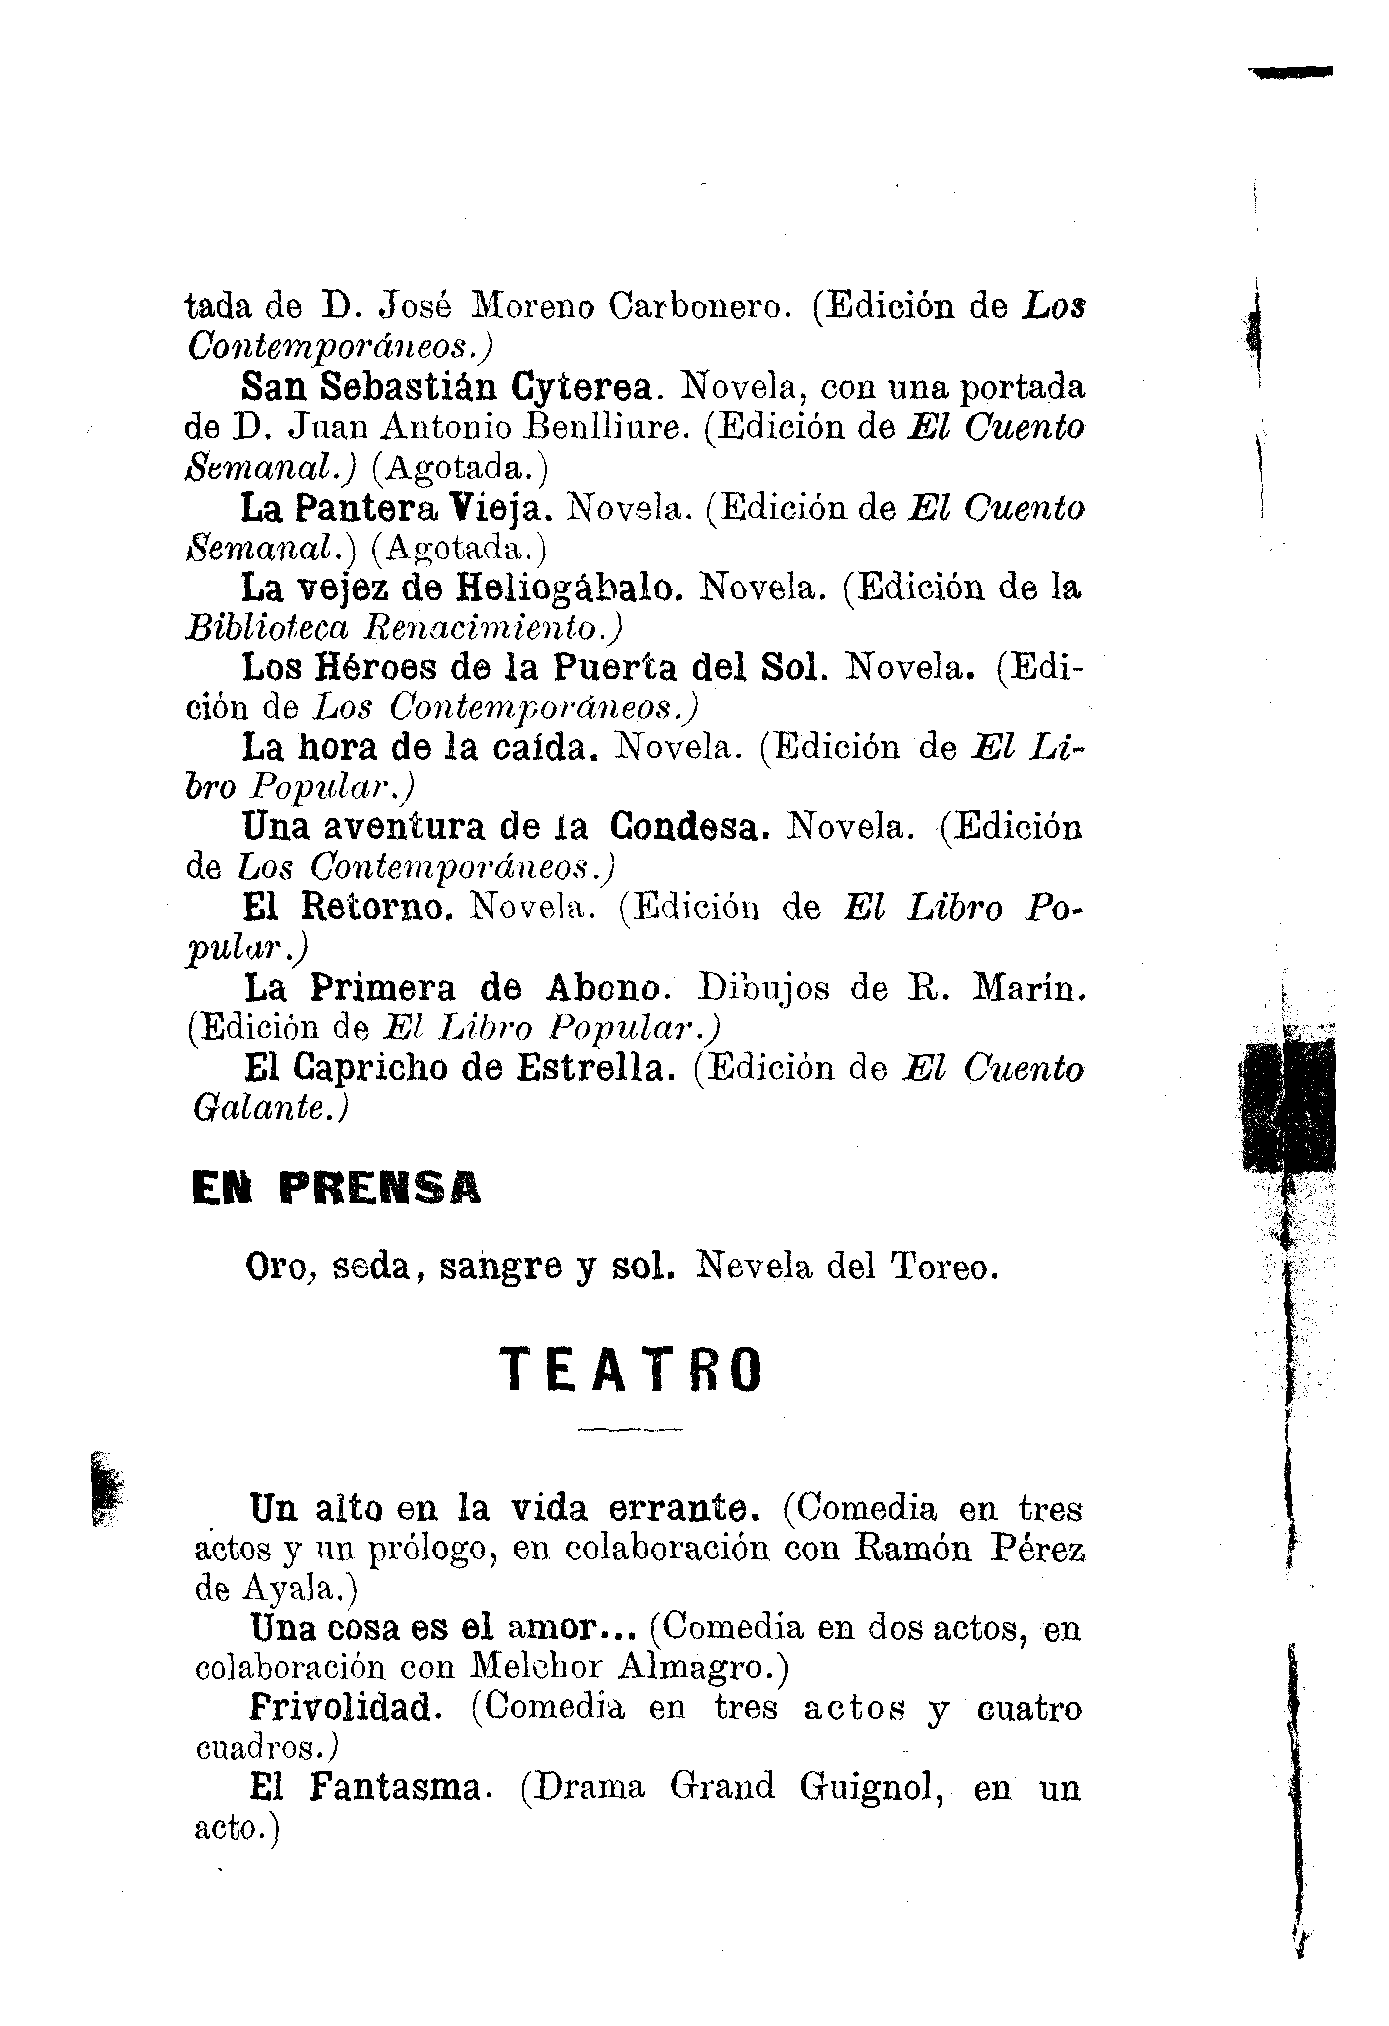 tada de D. José Moreno Carbonero. (Edición de Los
Contemporáneos.)
San Sebastián Cyterea. Novela, con una portada
de D. Juan Antonio Benlliure. (Edición de El Cuento
Semanal.) (Agotada.)
La Pantera Vieja. Novela. (Edición de El Cuento
Semanal.) (Agotada.)
La vejez de Heliogábalo. Novela. (Edición de la
Biblioteca Renacimiento.)
Los Héroes de la Puerta del Sol. Novela. (Edi-
ción de Los Contemporáneos.)
La hora de la caída. Novela. (Edición de El Li-
bro Popular.)
Una aventura de la Condesa. Novela. (Edición
de Los Contemporáneos.)
El Retorno. Novela. (Edición de El Libro Po-
pular.)
La Primera de Abono. Dibujos de R. Marín.
(Edición de El Libro Popular.)
El Capricho de Estrella. (Edición de El Cuento
Galante.)
EN PRENSA
Oro, seda, sangre y sol. Nevela del Toreo.
TEATRO
Un alto en la vida errante. (Comedia en tres
actos y un prólogo, en colaboración con Ramón Pérez
de Ayala.)
Una cosa es el amor... (Comedia en dos actos, en
colaboración con Melchor Almagro.)
Frivolidad. (Comedia en tres actos y cuatro
cuadros.)
El Fantasma. (Drama Grand Guignol, en un
acto.)